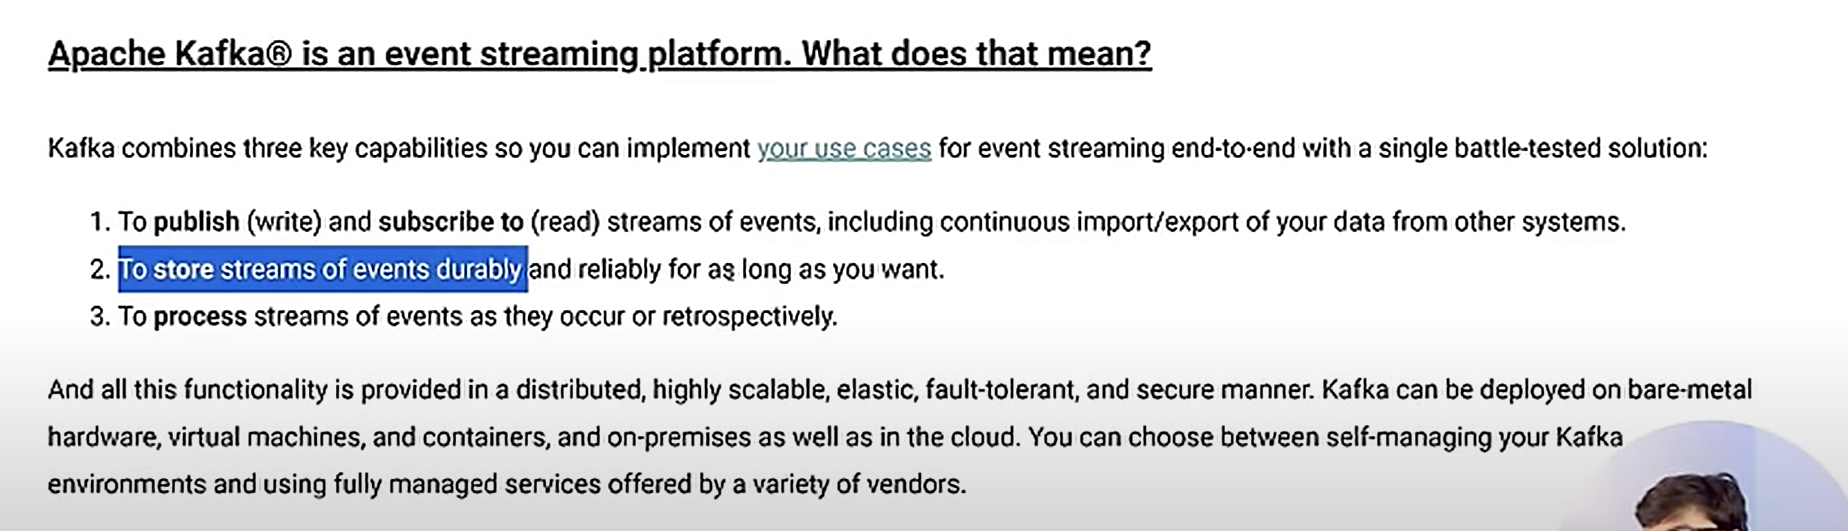 Apache Kafka® is an event streaming platform. What does that mean?
Kafka combines three key capabilities so you can implement your use cases for event streaming end-to-end with a single battle-tested solution:
1. To publish (write) and subscribe to (read) streams of events, including continuous import/export of your data from other systems.
2. To store streams of events durably and reliably for as long as you want.
3. To process streams of events as they occur or retrospectively.
And all this functionality is provided in a distributed, highly scalable, elastic, fault-tolerant, and secure manner. Kafka can be deployed on bare-metal
hardware, virtual machines, and containers, and on-premises as well as in the cloud. You can choose between self-managing your Kafka
environments and using fully managed services offered by a variety of vendors.